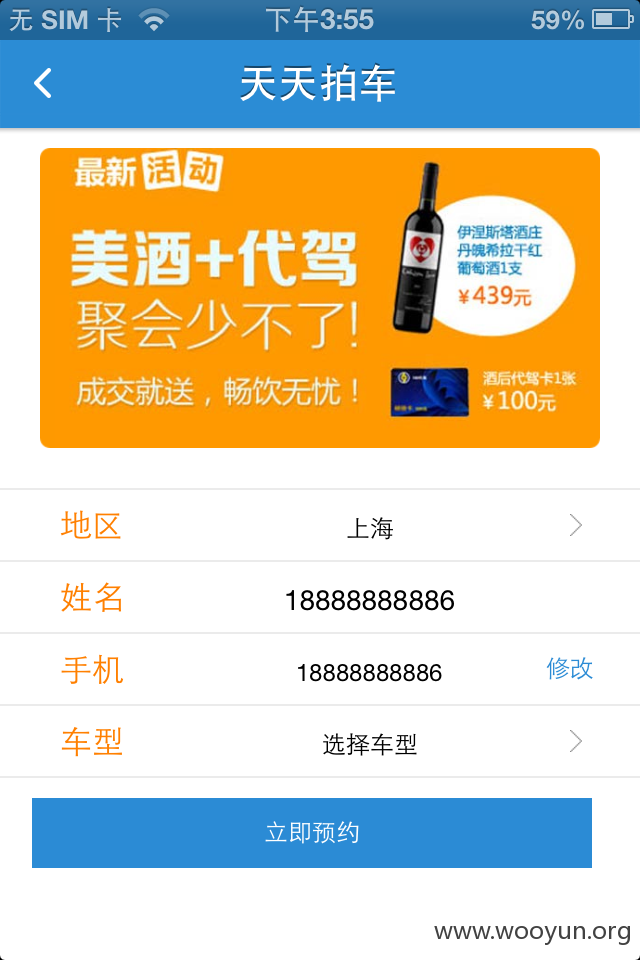 无 SIM 卡 下午3:55 59%
天天拍车
最新活动
美酒+代驾
聚会少不了!
成交就送，畅饮无忧！
伊涅斯塔酒庄
丹魄希拉干红
葡萄酒1支
¥439元
酒后代驾卡1张
¥100元
地区 上海
姓名 18888888886
手机 18888888886 修改
车型 选择车型
立即预约
www.wooyun.org